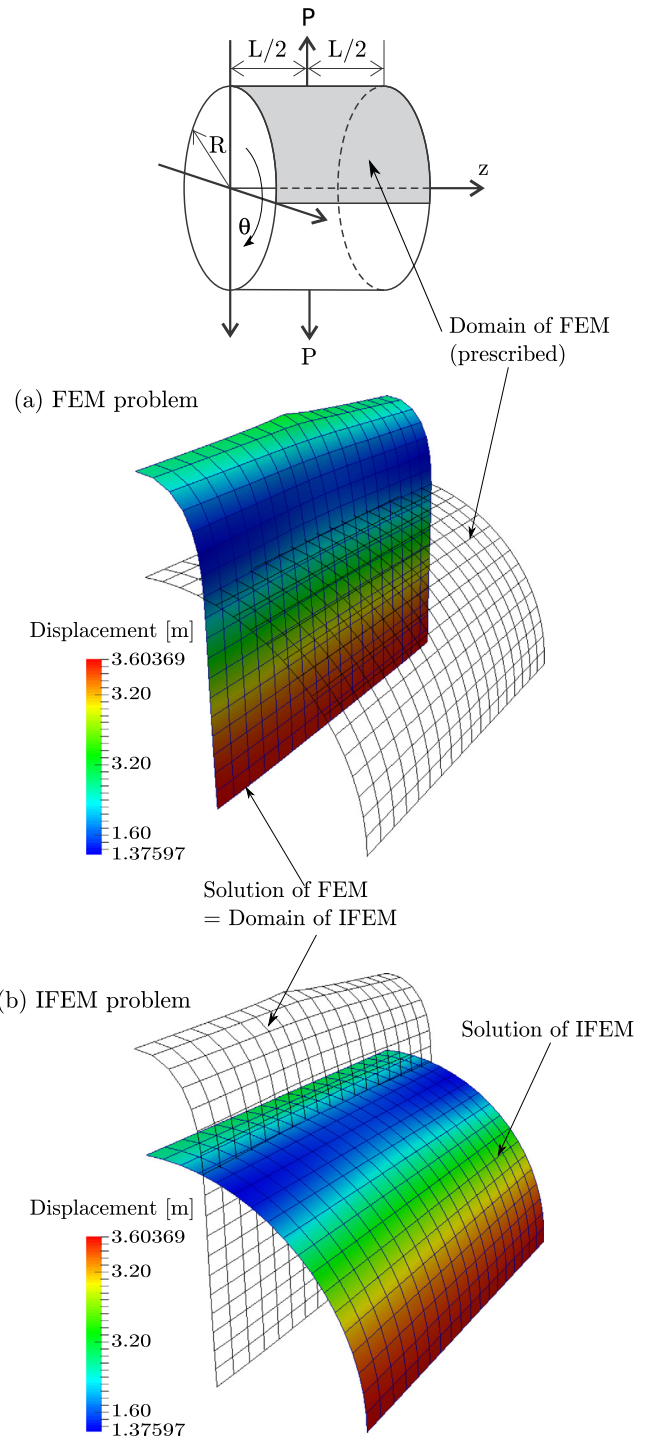 P
L/2 L/2
R
z
θ
P
Domain of FEM
(prescribed)
(a) FEM problem
Displacement [m]
3.60369
3.20
3.20
1.60
1.37597
Solution of FEM
= Domain of IFEM
(b) IFEM problem
Solution of IFEM
Displacement [m]
3.60369
3.20
3.20
1.60
1.37597